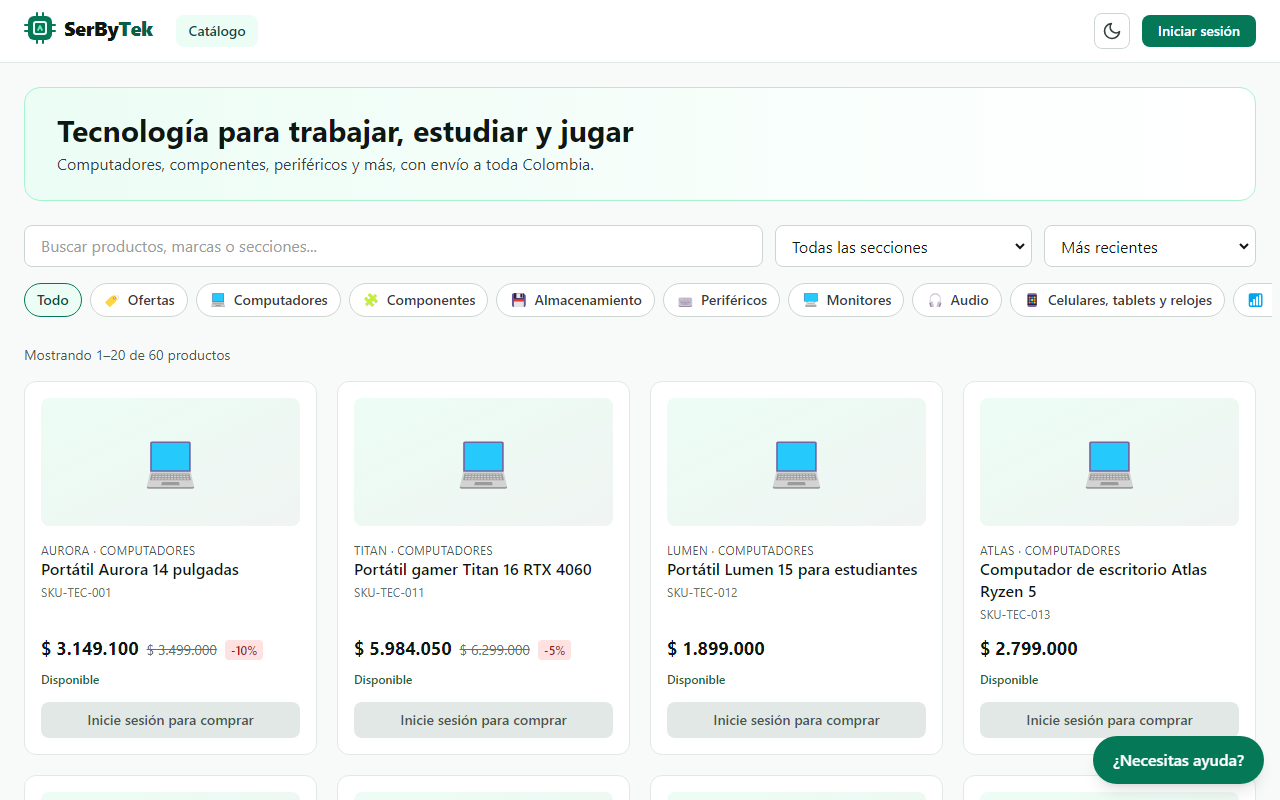 SerByTek
Catálogo
Iniciar sesión
Tecnología para trabajar, estudiar y jugar
Computadores, componentes, periféricos y más, con envío a toda Colombia.
Buscar productos, marcas o secciones...
Todas las secciones
Más recientes
Todo
Ofertas
Computadores
Componentes
Almacenamiento
Periféricos
Monitores
Audio
Celulares, tablets y relojes
Mostrando 1–20 de 60 productos
AURORA · COMPUTADORES
Portátil Aurora 14 pulgadas
SKU-TEC-001
$ 3.149.100 $ 3.499.000 -10%
Disponible
Inicie sesión para comprar
TITAN · COMPUTADORES
Portátil gamer Titan 16 RTX 4060
SKU-TEC-011
$ 5.984.050 $ 6.299.000 -5%
Disponible
Inicie sesión para comprar
LUMEN · COMPUTADORES
Portátil Lumen 15 para estudiantes
SKU-TEC-012
$ 1.899.000
Disponible
Inicie sesión para comprar
ATLAS · COMPUTADORES
Computador de escritorio Atlas
Ryzen 5
SKU-TEC-013
$ 2.799.000
Disponible
Inicie sesión para comprar
¿Necesitas ayuda?